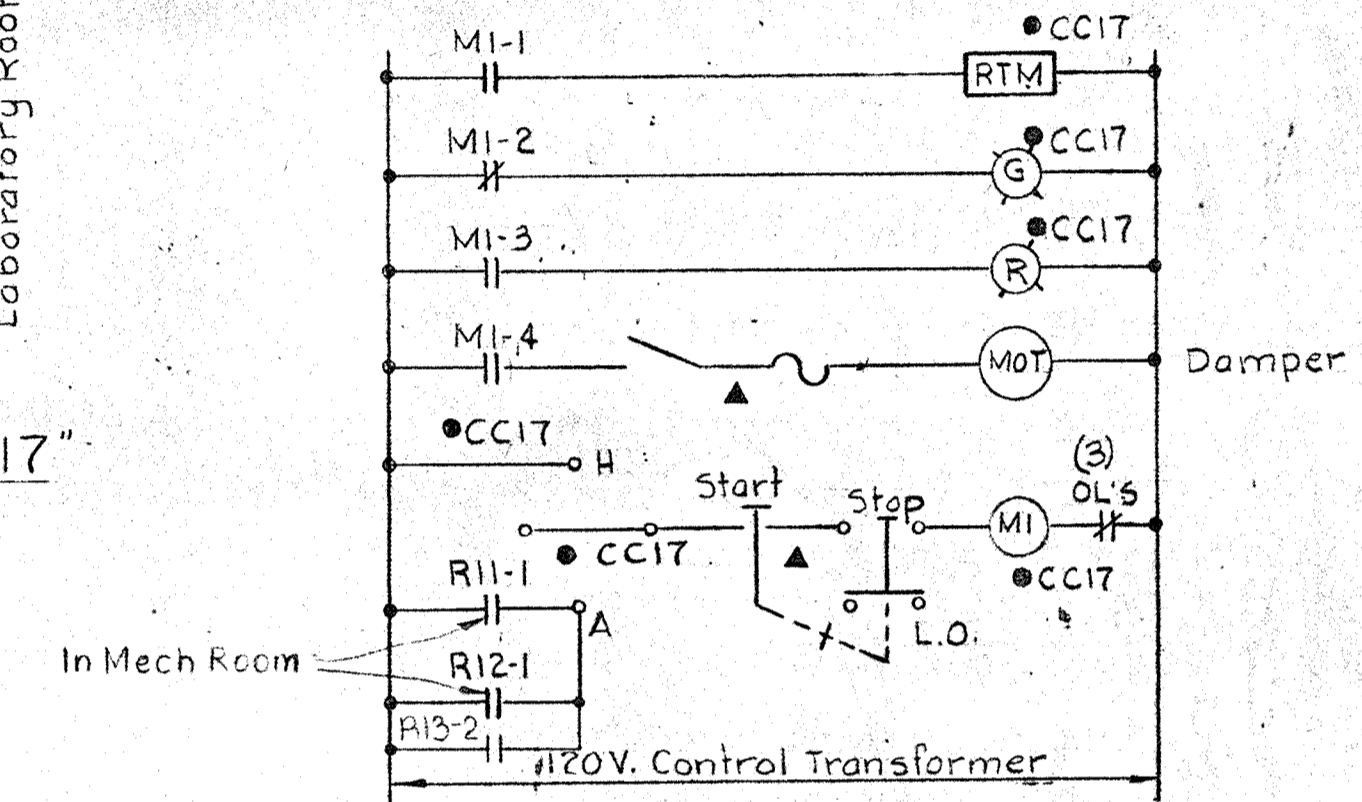 Laboratory Room
CC17
M1-1
RTM
M1-2
CC17
G
M1-3
CC17
R
M1-4
MOT
Damper
17"
CC17
H
Start
Stop
(3)
OL'S
M1
CC17
CC17
R11-1
A
L.O.
In Mech Room
R12-1
R13-2
120V. Control Transformer